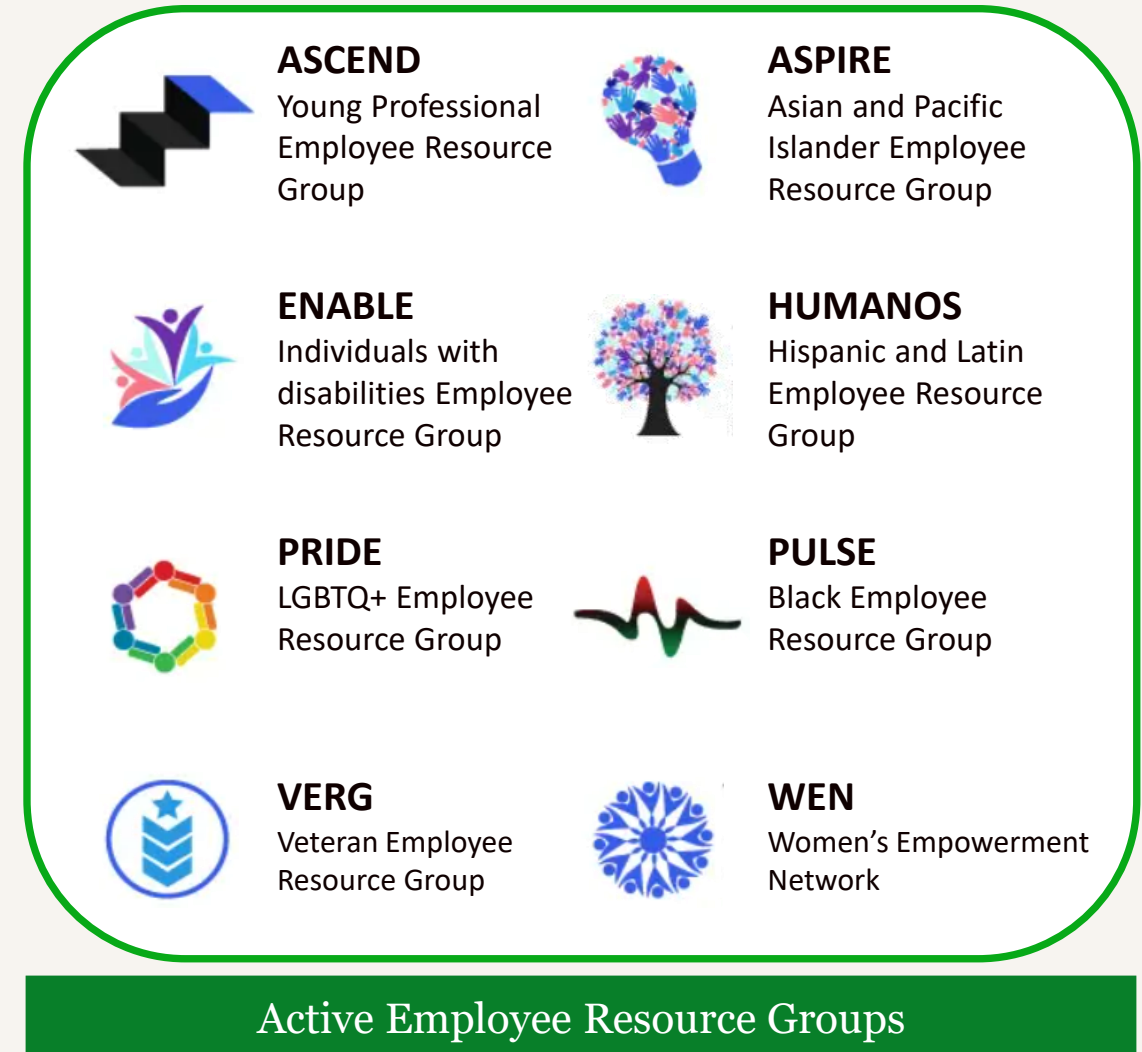 ASCEND
Young Professional
Employee Resource
Group
ASPIRE
Asian and Pacific
Islander Employee
Resource Group
ENABLE
Individuals with
disabilities Employee
Resource Group
HUMANOS
Hispanic and Latin
Employee Resource
Group
PRIDE
LGBTQ+ Employee
Resource Group
PULSE
Black Employee
Resource Group
VERG
Veteran Employee
Resource Group
WEN
Women’s Empowerment
Network
Active Employee Resource Groups